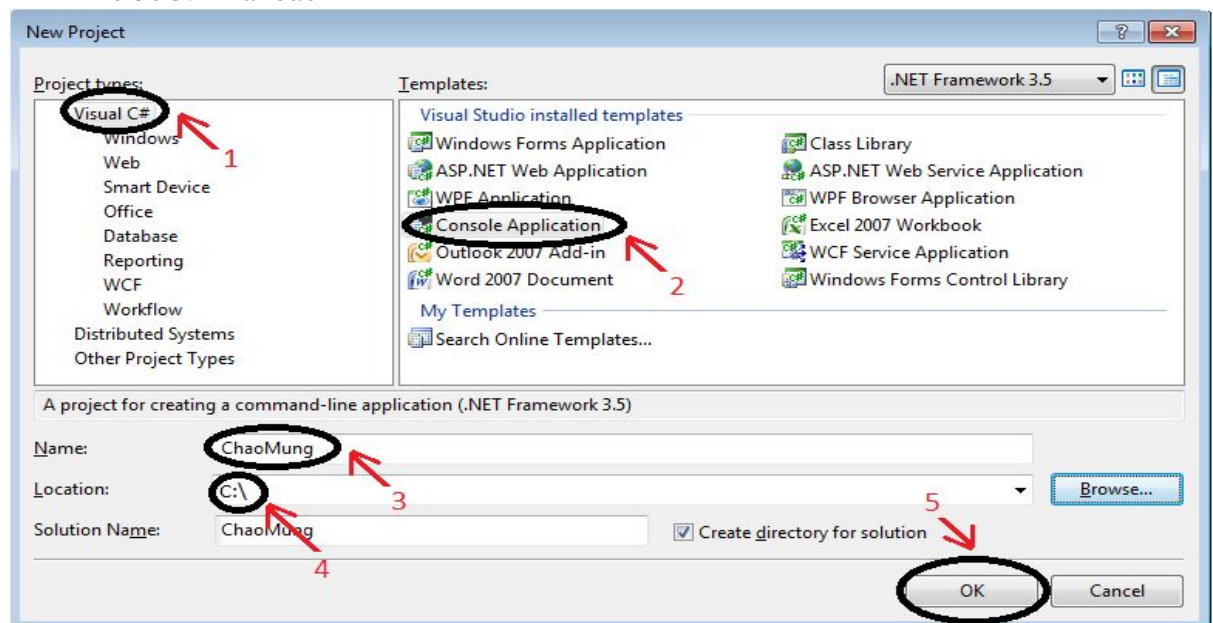 New Project
Project types:
Templates:
.NET Framework 3.5
Visual C#
Windows
Web
Smart Device
Office
Database
Reporting
WCF
Workflow
Distributed Systems
Other Project Types
1
Visual Studio installed templates
Windows Forms Application
ASP.NET Web Application
WPF Application
Console Application
Outlook 2007 Add-in
Word 2007 Document
2
Class Library
ASP.NET Web Service Application
WPF Browser Application
Excel 2007 Workbook
WCF Service Application
Windows Forms Control Library
My Templates
Search Online Templates...
A project for creating a command-line application (.NET Framework 3.5)
Name: ChaoMung
3
Location: C:\ Browse...
4
Solution Name: ChaoMung
Create directory for solution
5
OK Cancel